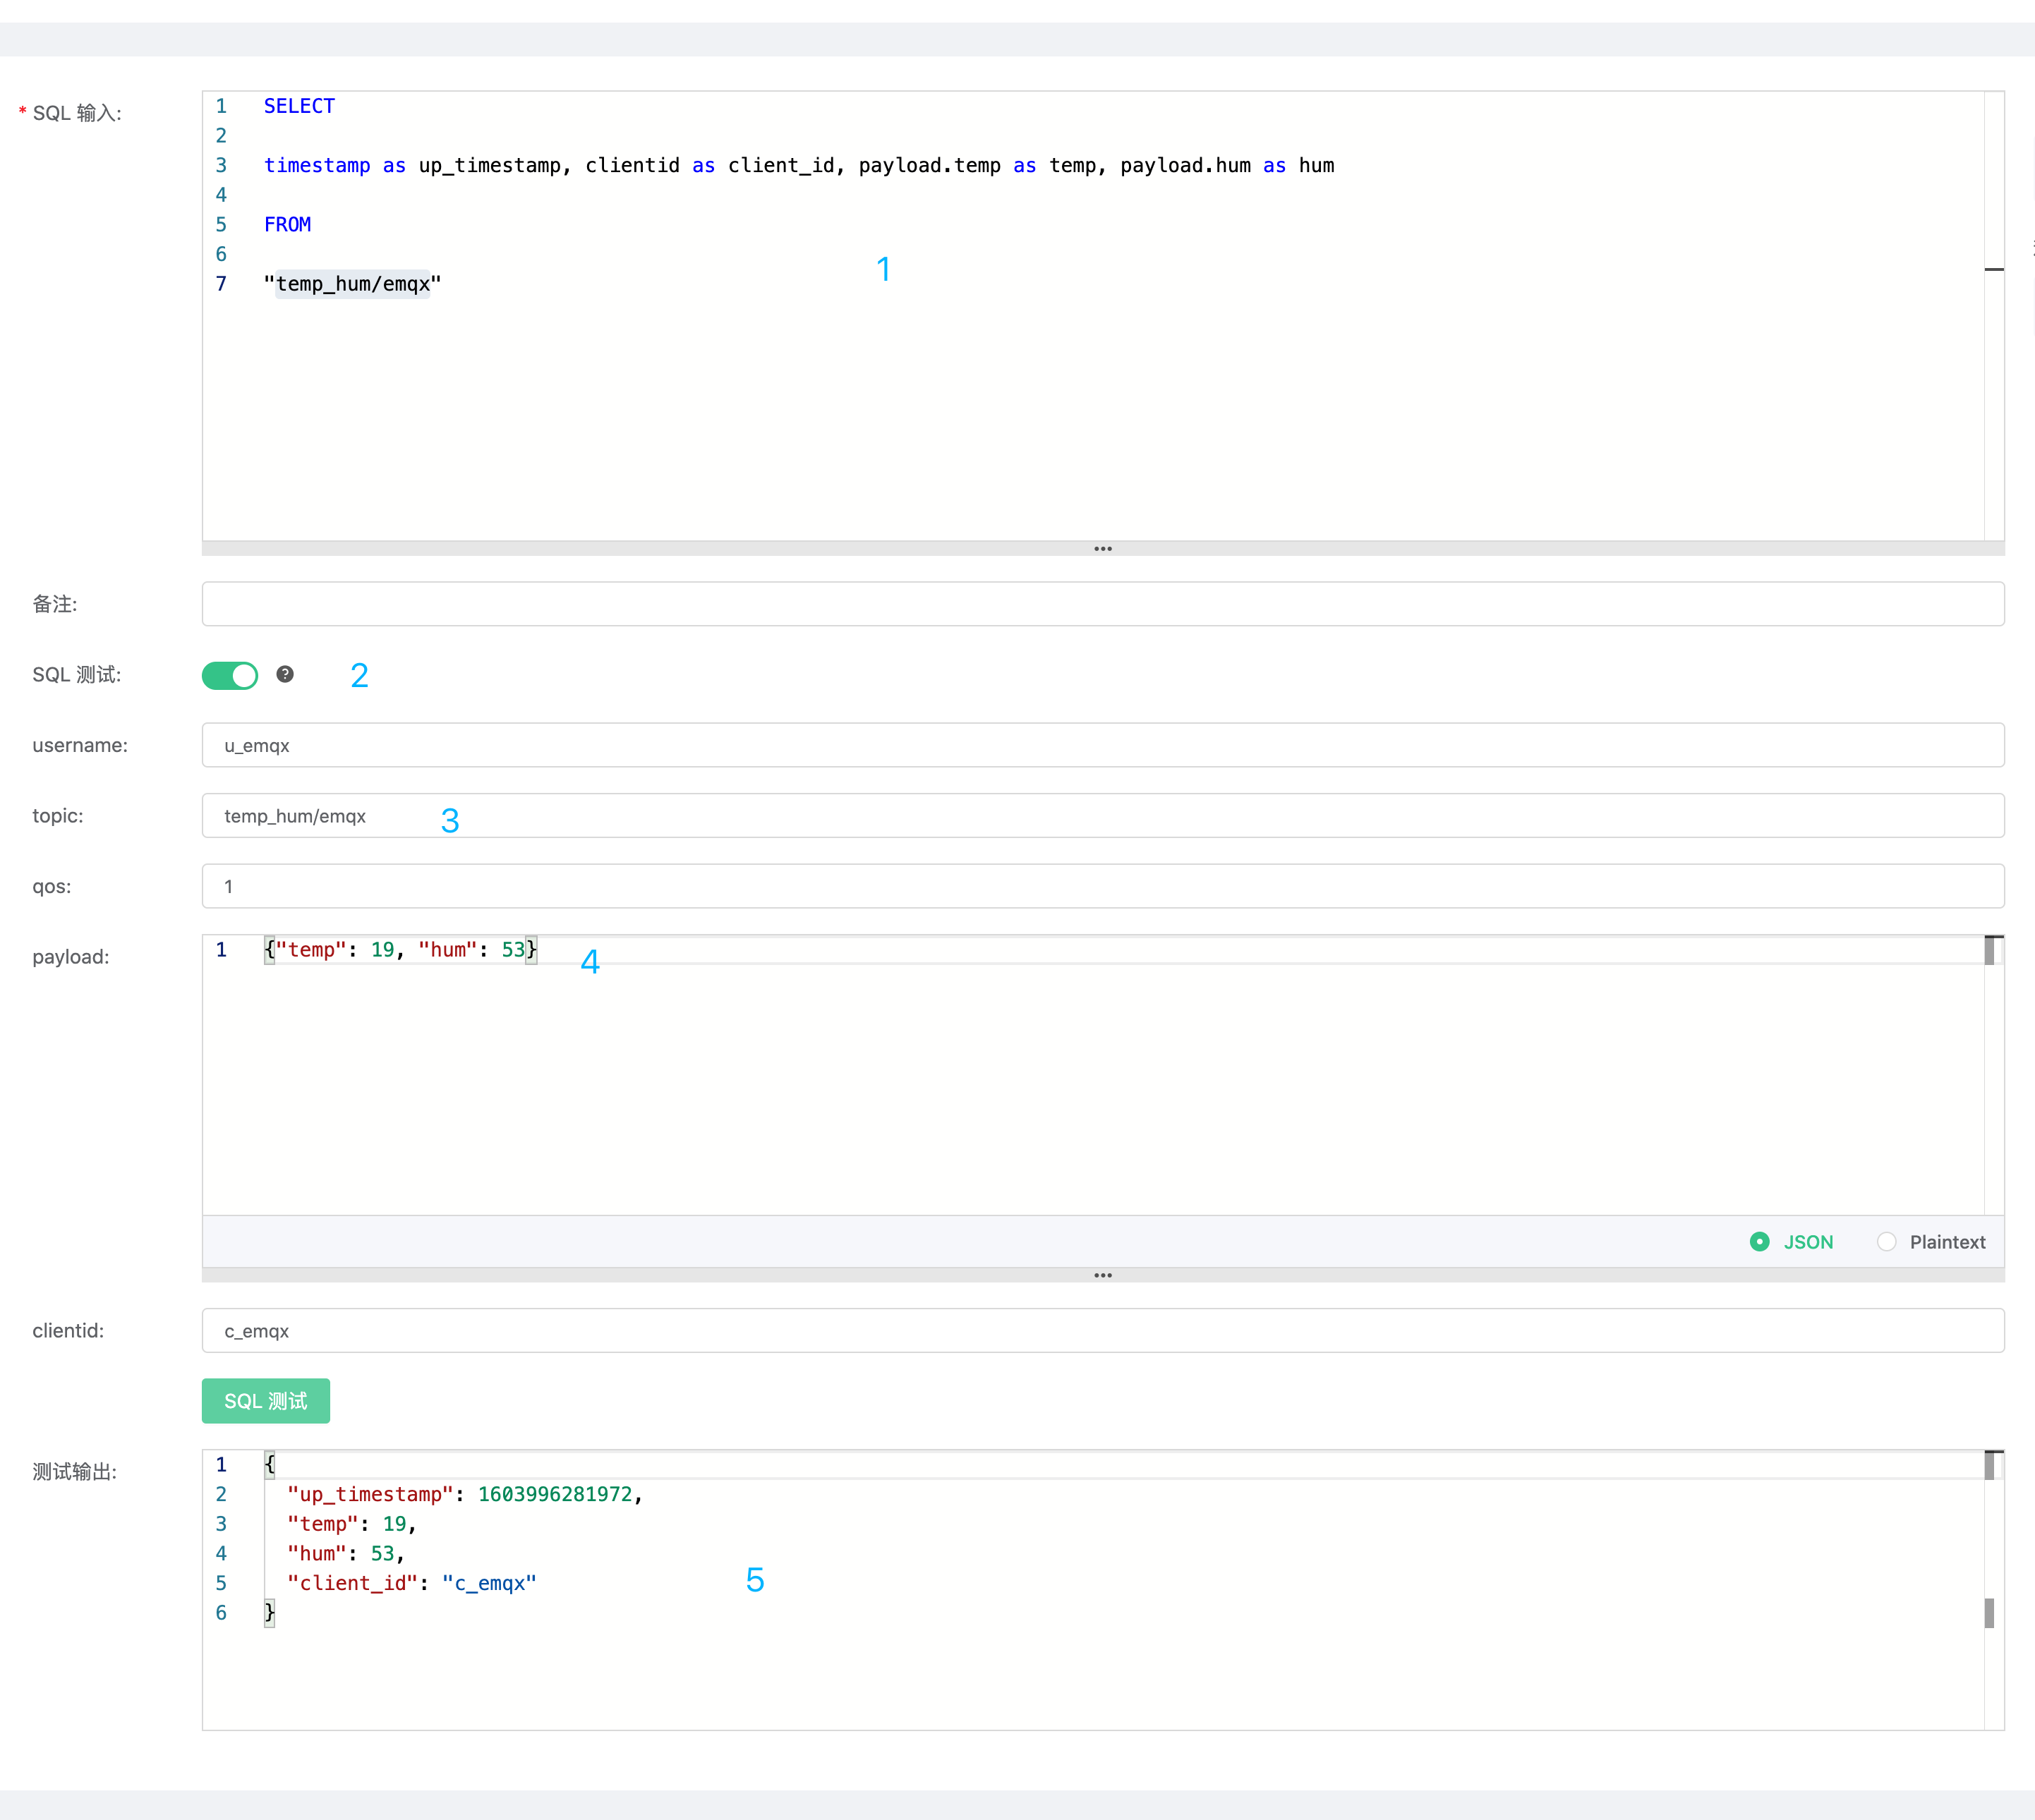 * SQL 输入:
1 SELECT
2
3 timestamp as up_timestamp, clientid as client_id, payload.temp as temp, payload.hum as hum
4
5 FROM
6
7 "temp_hum/emqx"
1
备注:
SQL 测试: ? 2
username: u_emqx
topic: temp_hum/emqx 3
qos: 1
payload: 1 {"temp": 19, "hum": 53} 4
JSON Plaintext
clientid: c_emqx
SQL 测试
测试输出:
1 {
2 "up_timestamp": 1603996281972,
3 "temp": 19,
4 "hum": 53,
5 "client_id": "c_emqx"
6 }
5